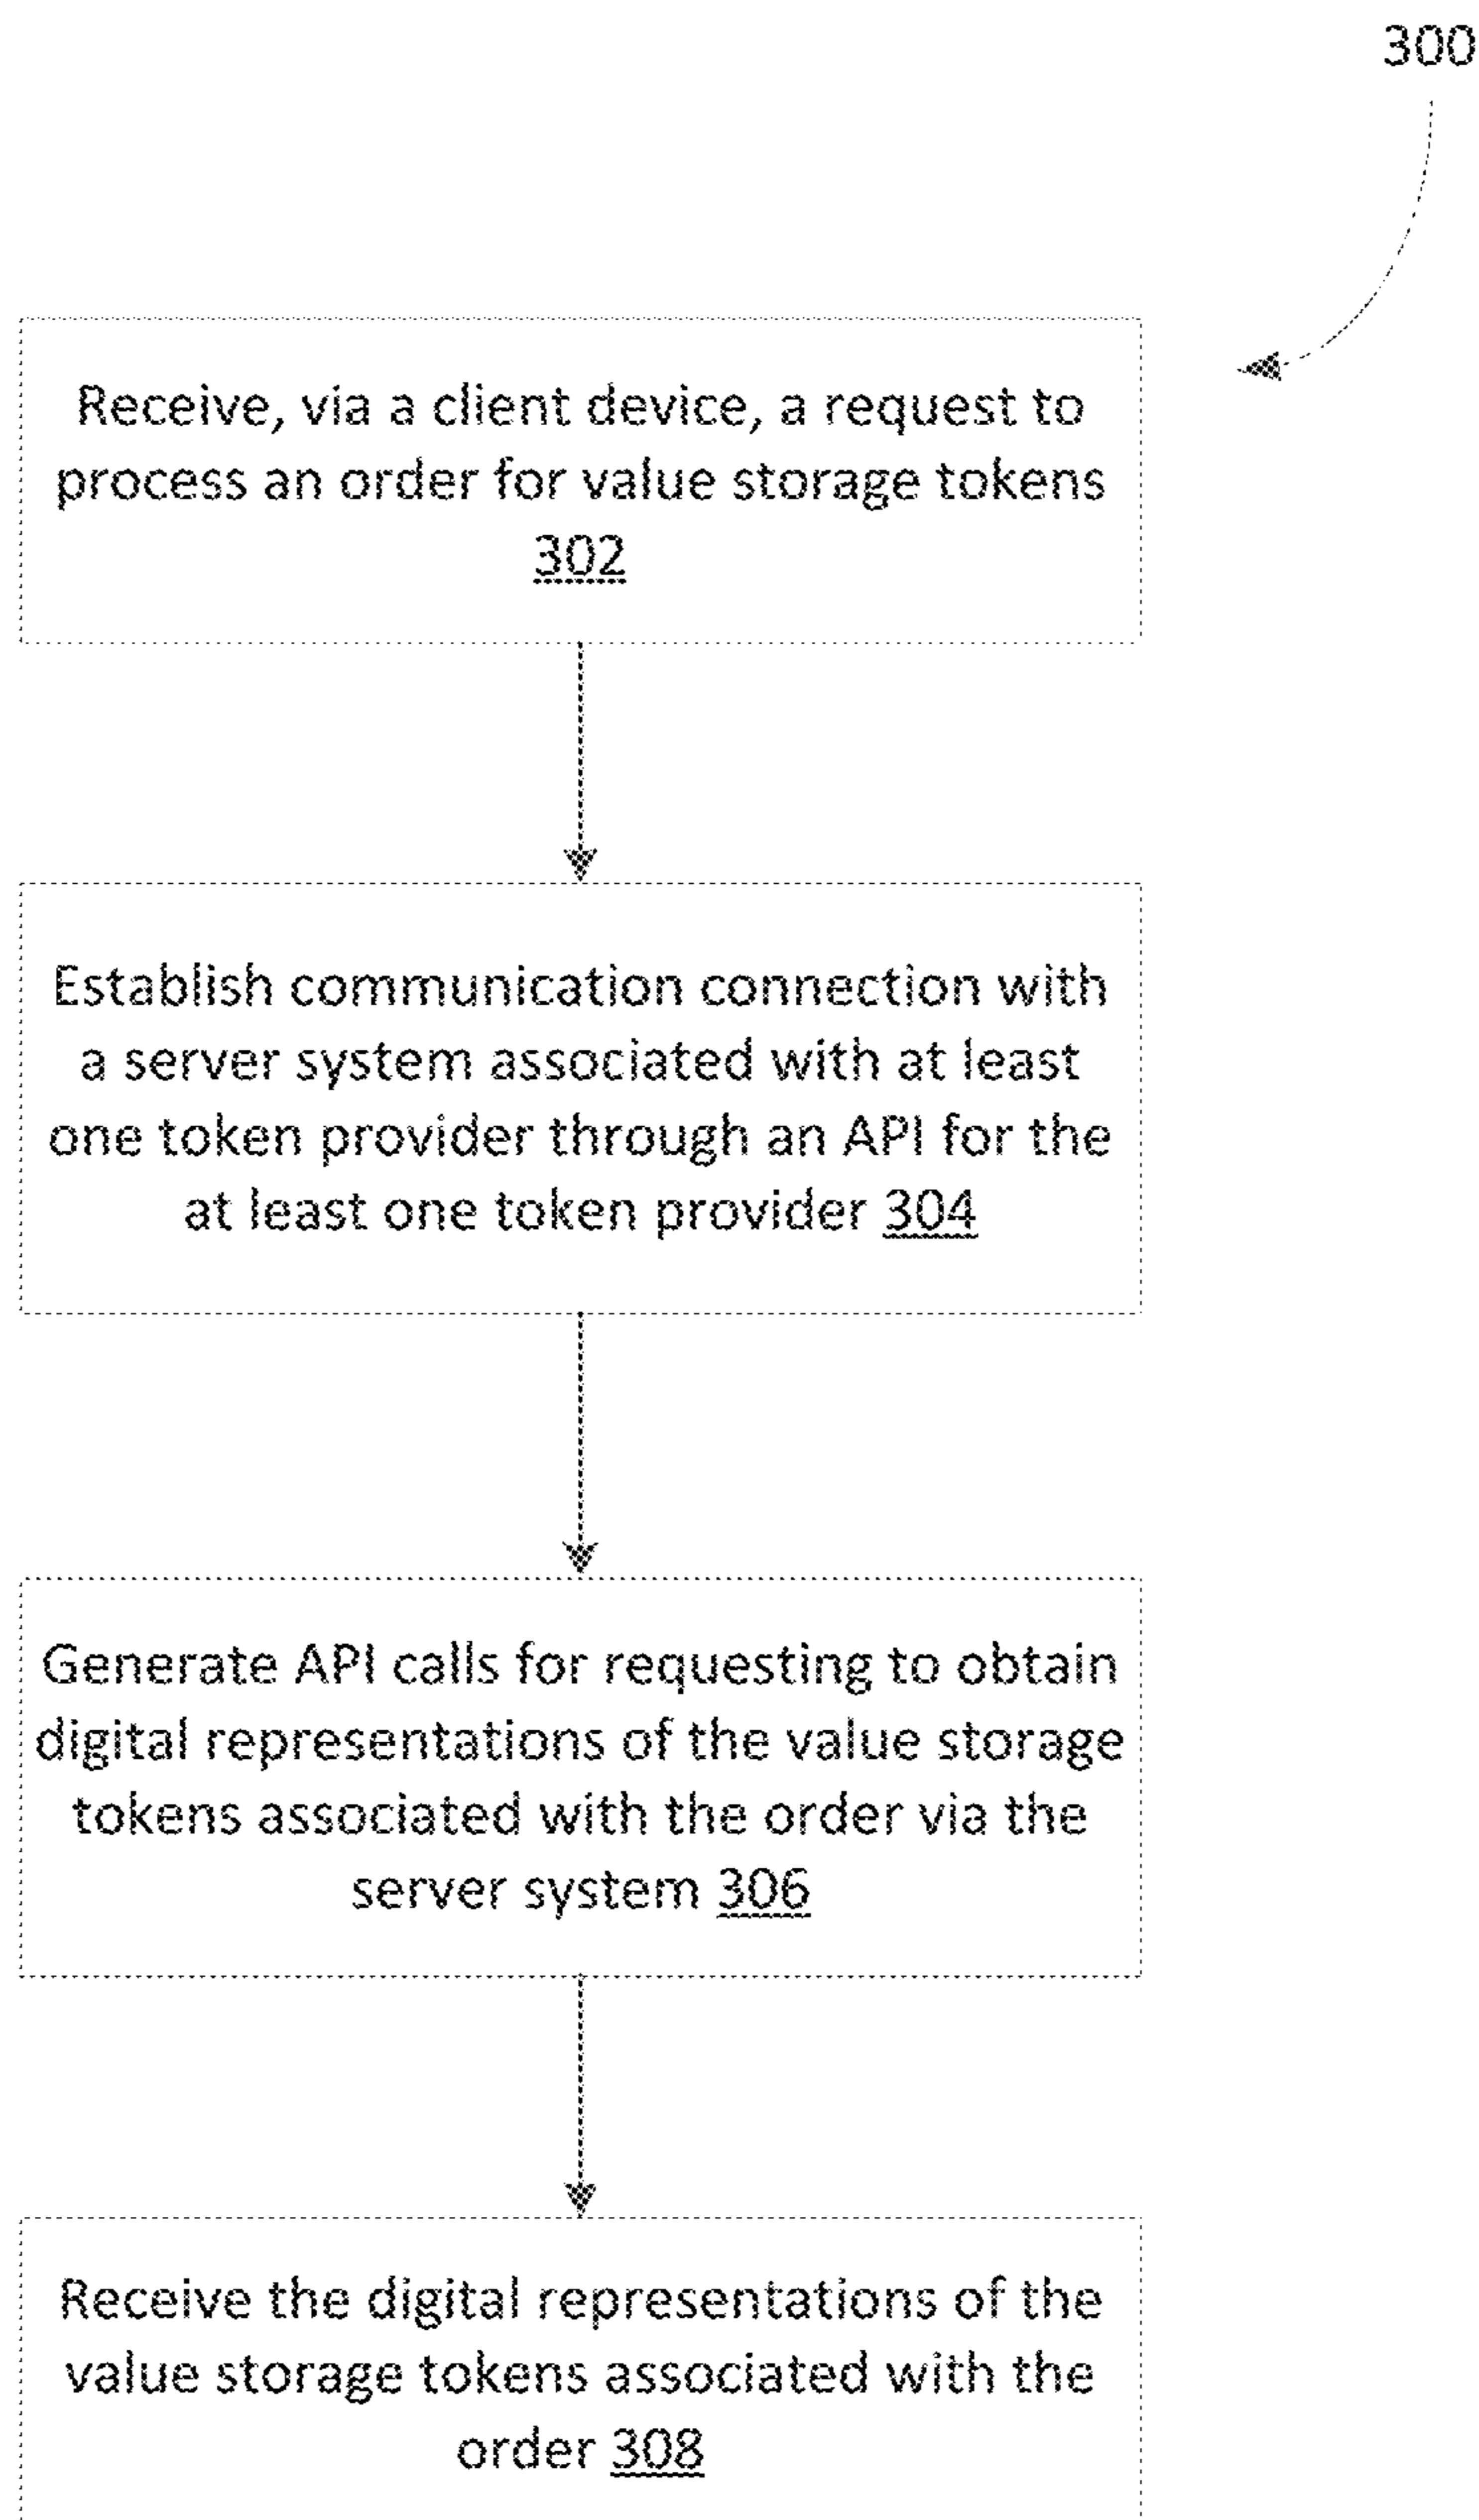 300
Receive, via a client device, a request to
process an order for value storage tokens
302
Establish communication connection with
a server system associated with at least
one token provider through an API for the
at least one token provider 304
Generate API calls for requesting to obtain
digital representations of the value storage
tokens associated with the order via the
server system 306
Receive the digital representations of the
value storage tokens associated with the
order 308